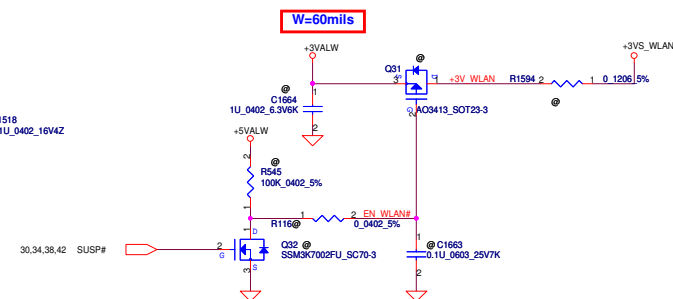 W=60mils
+3VALW
+3VS_WLAN
Q31
@
S
D
3
1
+3V_WLAN
R1594
2
1
0_1206_5%
@
@
1
C1664
1U_0402_6.3V6K
2
G
2
AO3413_SOT23-3
1518
1U_0402_16V4Z
+5VALW
2
@
R545
100K_0402_5%
1
EN_WLAN#
1
2
R116@
0_0402_5%
1
D
30,34,38,42
SUSP#
2
G
Q32
@
SSM3K7002FU_SC70-3
3
S
1
@
C1663
0.1U_0603_25V7K
2